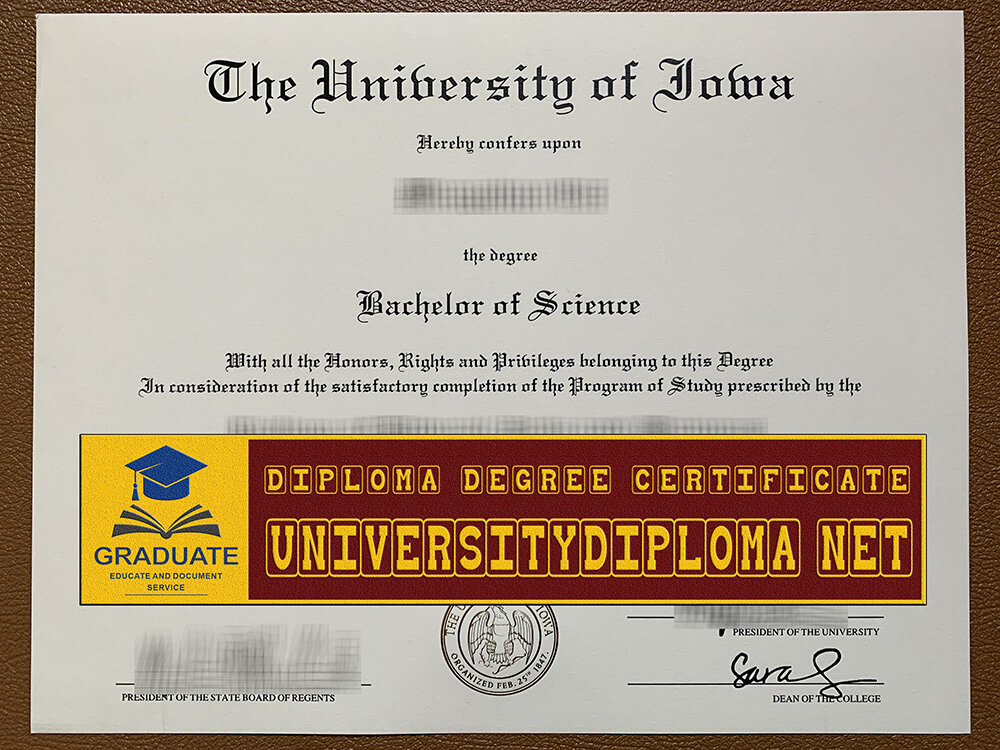 The University of Iowa
Hereby confers upon
the degree
Bachelor of Science
With all the Honors, Rights and Privileges belonging to this Degree
In consideration of the satisfactory completion of the Program of Study prescribed by the
DIPLOMA DEGREE CERTIFICATE
UNIVERSITYDIPLOMA NET
GRADUATE
EDUCATE AND DOCUMENT
SERVICE
THE U
IOWA
ORGANIZED FEB. 25TH 1847.
PRESIDENT OF THE UNIVERSITY
Sara
PRESIDENT OF THE STATE BOARD OF REGENTS
DEAN OF THE COLLEGE